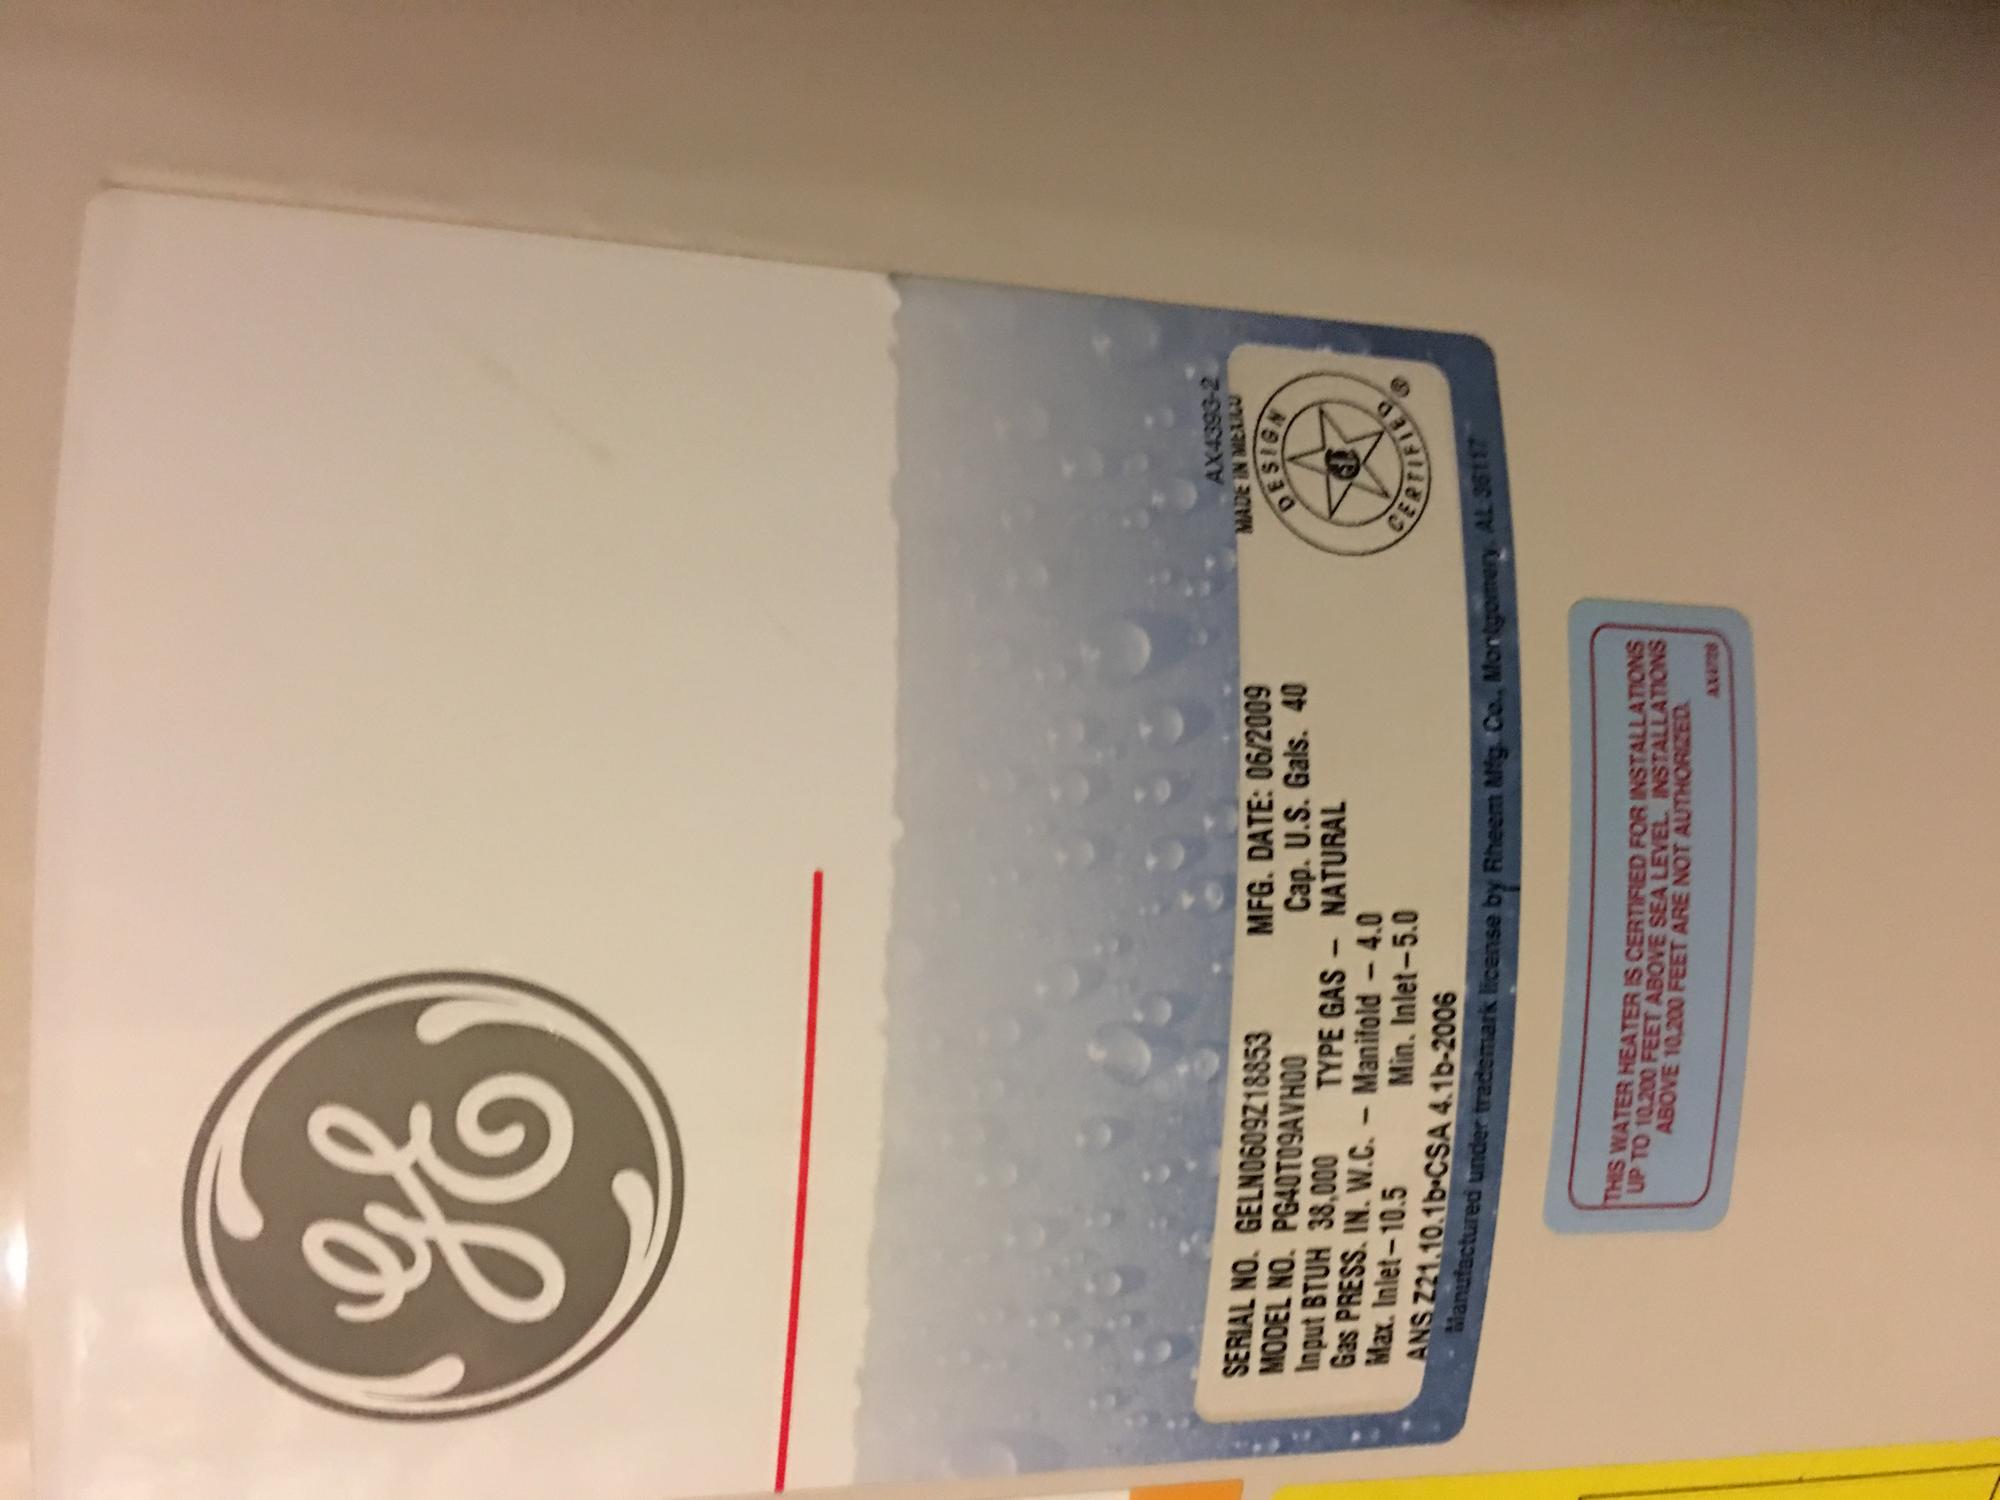 GE
AX4393-2
MADE IN MEXICO
SERIAL NO. GELN0609Z18853 MFG. DATE: 06/2009
MODEL NO. PG40T09AVH00 Cap. U.S. Gals. 40
Input BTUH 38,000 TYPE GAS – NATURAL
Gas PRESS. IN. W.C. – Manifold – 4.0
Max. Inlet–10.5 Min. Inlet–5.0
ANS Z21.10.1b•CSA 4.1b-2006
DESIGN
CERTIFIED ®
Manufactured under trademark license by Rheem Mfg. Co., Montgomery, AL 36117
THIS WATER HEATER IS CERTIFIED FOR INSTALLATIONS
UP TO 10,200 FEET ABOVE SEA LEVEL. INSTALLATIONS
ABOVE 10,200 FEET ARE NOT AUTHORIZED.